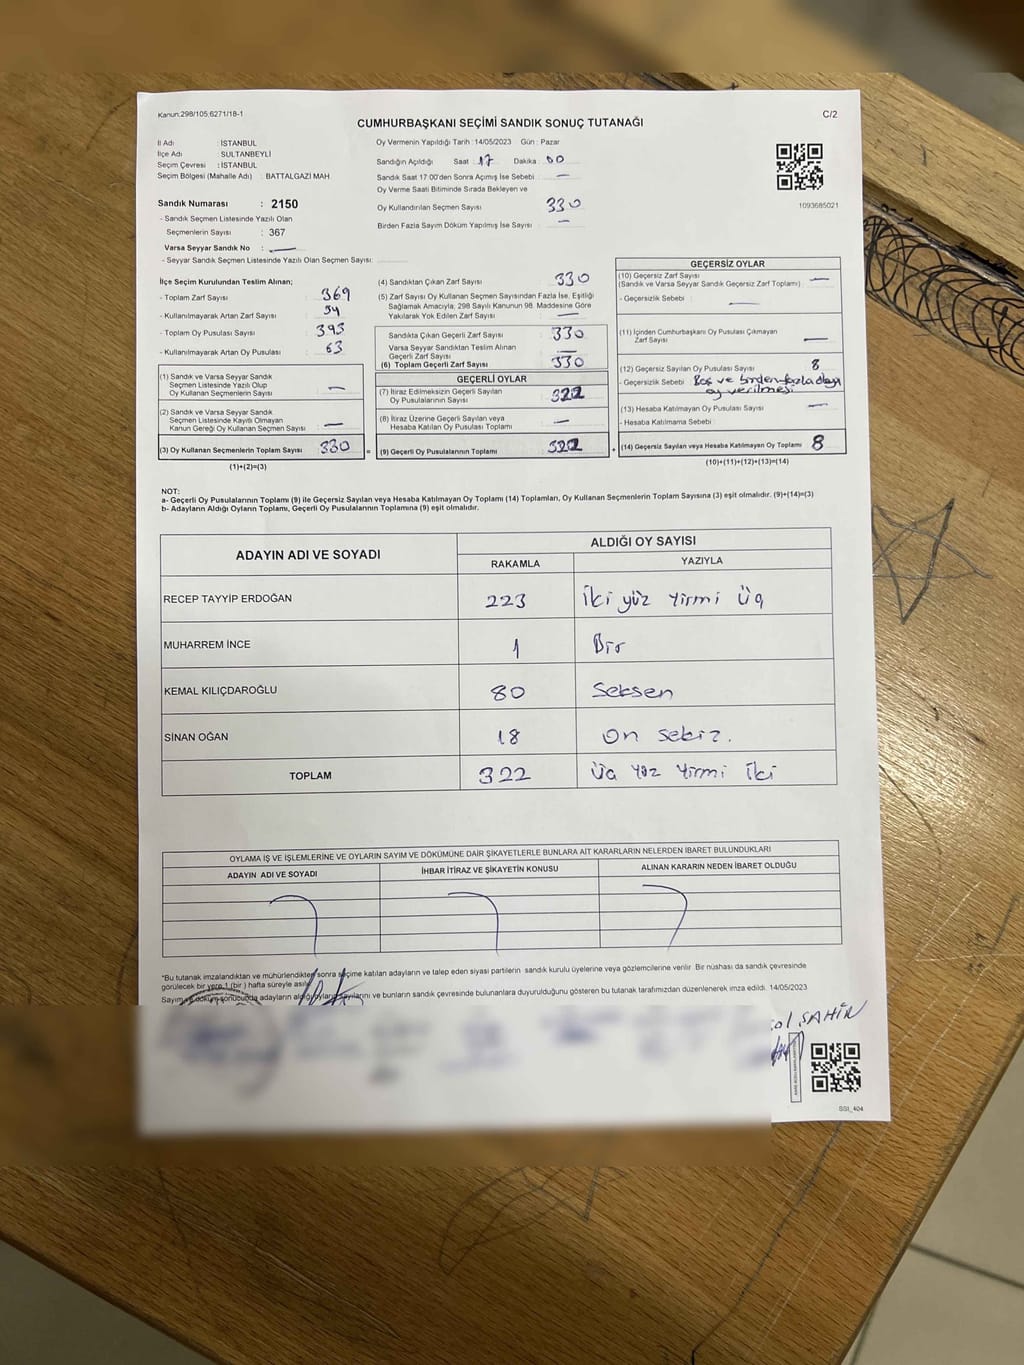 Kanun:298/105;6271/18-1
C/2
CUMHURBAŞKANI SEÇİMİ SANDIK SONUÇ TUTANAĞI
İl Adı : İSTANBUL
İlçe Adı : SULTANBEYLİ
Seçim Çevresi : İSTANBUL
Seçim Bölgesi (Mahalle Adı) : BATTALGAZİ MAH.
Sandık Numarası : 2150
- Sandık Seçmen Listesinde Yazılı Olan
Seçmenlerin Sayısı : 367
Varsa Seyyar Sandık No : —
- Seyyar Sandık Seçmen Listesinde Yazılı Olan Seçmen Sayısı:
Oy Vermenin Yapıldığı Tarih : 14/05/2023 Gün : Pazar
Sandığın Açıldığı Saat : 17 Dakika : 00
Sandık Saat 17:00'den Sonra Açımış İse Sebebi : —
Oy Verme Saati Bitiminde Sırada Bekleyen ve
Oy Kullandırılan Seçmen Sayısı 330
Birden Fazla Sayım Döküm Yapılmış İse Sayısı : —
1093685021
İlçe Seçim Kurulundan Teslim Alınan;
- Toplam Zarf Sayısı : 369
- Kullanılmayarak Artan Zarf Sayısı : 39
- Toplam Oy Pusulası Sayısı : 393
- Kullanılmayarak Artan Oy Pusulası : 63
(1) Sandık ve Varsa Seyyar Sandık
Seçmen Listesinde Yazılı Olup
Oy Kullanan Seçmenlerin Sayısı : —
(2) Sandık ve Varsa Seyyar Sandık
Seçmen Listesinde Kayıtlı Olmayan
Kanun Gereği Oy Kullanan Seçmen Sayısı : —
(3) Oy Kullanan Seçmenlerin Toplam Sayısı 330
(1)+(2)=(3)
(4) Sandıktan Çıkan Zarf Sayısı 330
(5) Zarf Sayısı Oy Kullanan Seçmen Sayısından Fazla İse, Eşitliği
Sağlamak Amacıyla, 298 Sayılı Kanunun 98. Maddesine Göre
Yakılarak Yok Edilen Zarf Sayısı : —
Sandıkta Çıkan Geçerli Zarf Sayısı : 330
Varsa Seyyar Sandıktan Teslim Alınan
Geçerli Zarf Sayısı : —
(6) Toplam Geçerli Zarf Sayısı : 330
GEÇERLİ OYLAR
(7) İtiraz Edilmeksizin Geçerli Sayılan
Oy Pusulalarının Sayısı : 322
(8) İtiraz Üzerine Geçerli Sayılan veya
Hesaba Katılan Oy Pusulası Toplamı : —
= (9) Geçerli Oy Pusulalarının Toplamı 322
GEÇERSİZ OYLAR
(10) Geçersiz Zarf Sayısı : —
(Sandık ve Varsa Seyyar Sandık Geçersiz Zarf Toplamı)
- Geçersizlik Sebebi : —
(11) İçinden Cumhurbaşkanı Oy Pusulası Çıkmayan
Zarf Sayısı : —
(12) Geçersiz Sayılan Oy Pusulası Sayısı : 8
- Geçersizlik Sebebi Boş ve birden fazla adaya
oy verilmesi
(13) Hesaba Katılmayan Oy Pusulası Sayısı : —
- Hesaba Katılmama Sebebi :
+ (14) Geçersiz Sayılan veya Hesaba Katılmayan Oy Toplamı 8
(10)+(11)+(12)+(13)=(14)
NOT:
a- Geçerli Oy Pusulalarının Toplamı (9) ile Geçersiz Sayılan veya Hesaba Katılmayan Oy Toplamı (14) Toplamları, Oy Kullanan Seçmenlerin Toplam Sayısına (3) eşit olmalıdır. (9)+(14)=(3)
b- Adayların Aldığı Oyların Toplamı, Geçerli Oy Pusulalarının Toplamına (9) eşit olmalıdır.
ADAYIN ADI VE SOYADI
ALDIĞI OY SAYISI
RAKAMLA YAZIYLA
RECEP TAYYİP ERDOĞAN 223 İki yüz yirmi üç
MUHARREM İNCE 1 Bir
KEMAL KILIÇDAROĞLU 80 Seksen
SİNAN OĞAN 18 On sekiz.
TOPLAM 322 Üç yüz yirmi iki
OYLAMA İŞ VE İŞLEMLERİNE VE OYLARIN SAYIM VE DÖKÜMÜNE DAİR ŞİKAYETLERLE BUNLARA AİT KARARLARIN NELERDEN İBARET BULUNDUKLARI
ADAYIN ADI VE SOYADI İHBAR İTİRAZ VE ŞİKAYETİN KONUSU ALINAN KARARIN NEDEN İBARET OLDUĞU
*Bu tutanak imzalandıktan ve mühürlendikten sonra seçime katılan adayların ve talep eden siyasi partilerin sandık kurulu üyelerine veya gözlemcilerine verilir. Bir nüshası da sandık çevresinde
görülecek bir yere 1 (bir) hafta süreyle asılır.
Sayım ve döküm sonucunda adayların aldığı oyların sayılarını ve bunların sandık çevresinde bulunanlara duyurulduğunu gösteren bu tutanak tarafımızdan düzenlenerek imza edildi. 14/05/2023
ŞAHİN
SSI_404